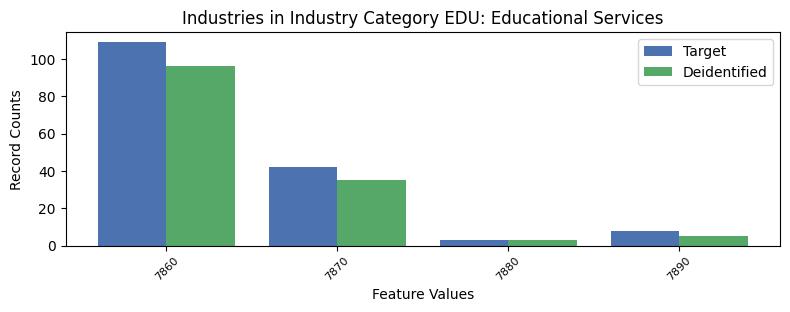 Industries in Industry Category EDU: Educational Services
Target
Deidentified
Record Counts
100
80
60
40
20
0
7860
7870
7880
7890
Feature Values